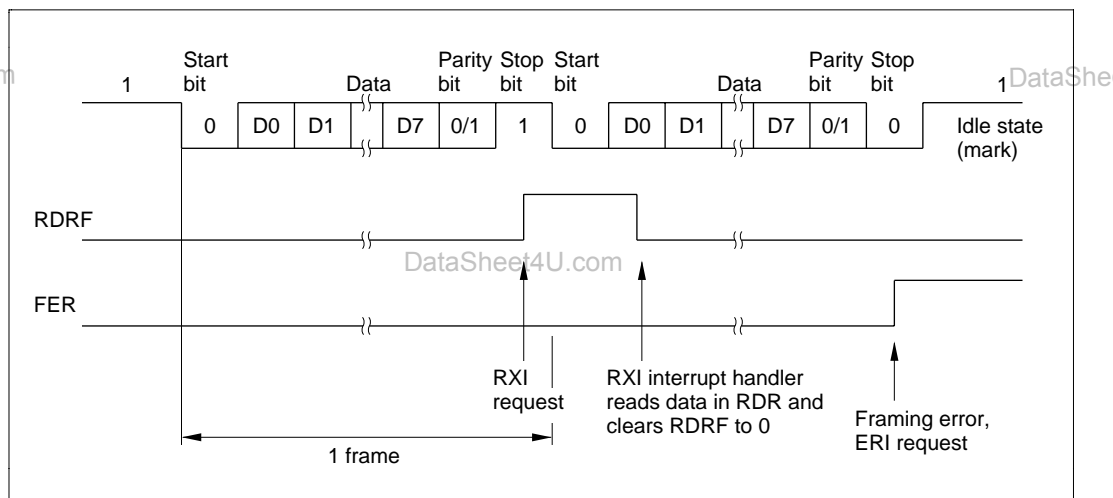 Start bit
Data
Parity bit
Stop bit
Start bit
Data
Parity bit
Stop bit
1
1
DataShe
m
0 D0 D1 D7 0/1 1 0 D0 D1 D7 0/1 0
Idle state
(mark)
RDRF
DataSheet4U.com
FER
RXI
request
RXI interrupt handler
reads data in RDR and
clears RDRF to 0
Framing error,
ERI request
1 frame